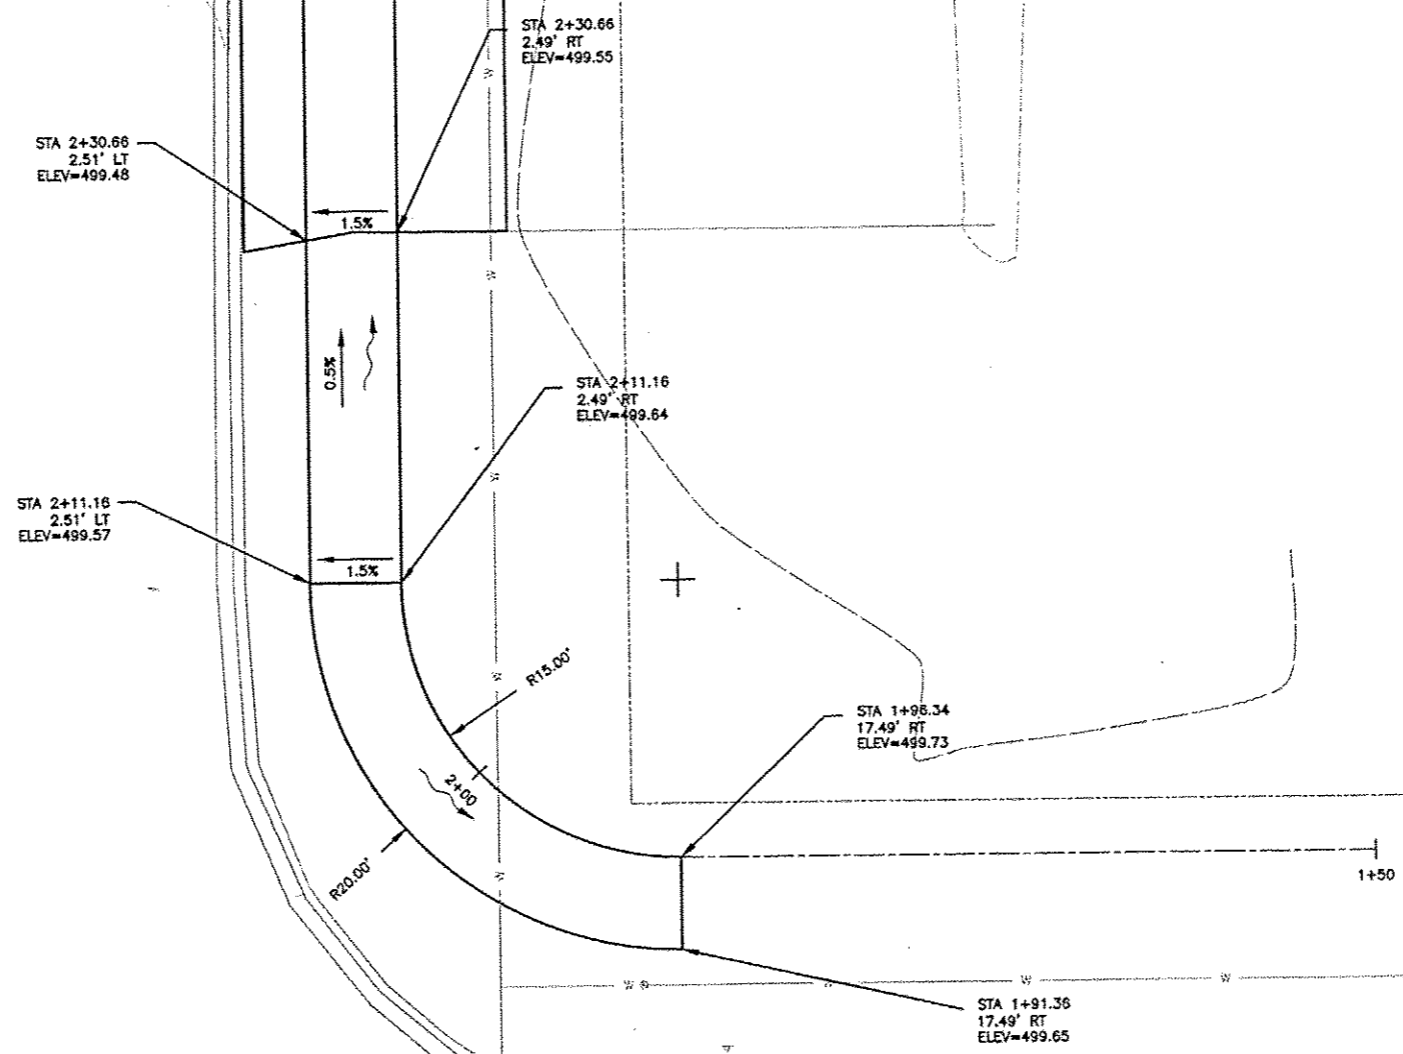 STA 2+30.66
2.49' RT
ELEV=499.55
STA 2+30.66
2.51' LT
ELEV=499.48
1.5%
0.5%
STA 2+11.16
2.49' RT
ELEV=499.64
STA 2+11.16
2.51' LT
ELEV=499.57
1.5%
R15.00'
STA 1+96.34
17.49' RT
ELEV=499.73
2+00
R20.00'
1+50
STA 1+91.36
17.49' RT
ELEV=499.65
W
W
W
W
W
W
W
W
W